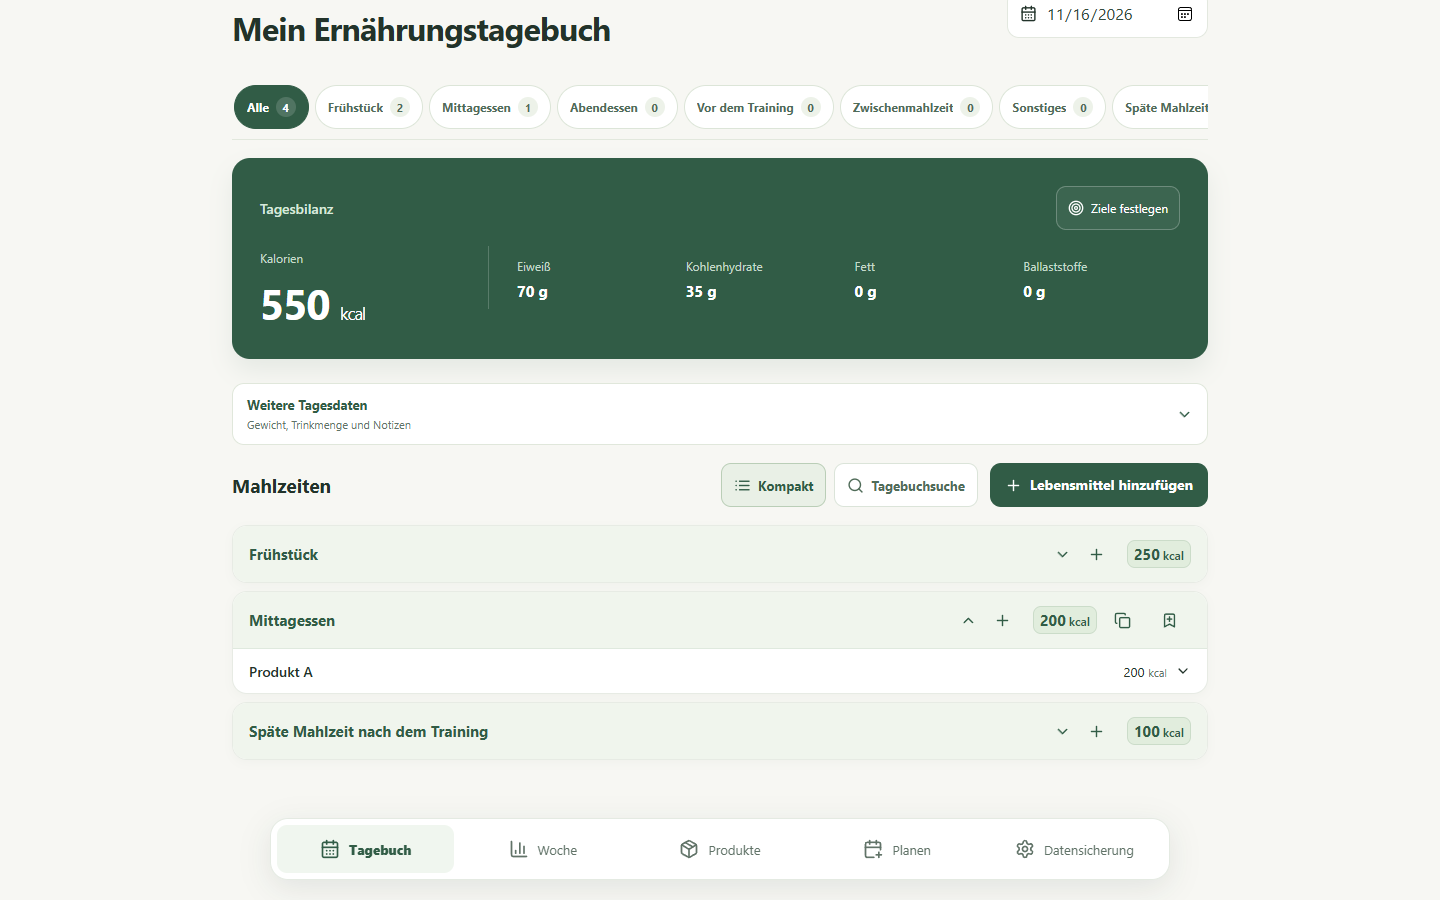 Mein Ernährungstagebuch
11/16/2026
Alle 4
Frühstück 2
Mittagessen 1
Abendessen 0
Vor dem Training 0
Zwischenmahlzeit 0
Sonstiges 0
Späte Mahlzeit
Tagesbilanz
Ziele festlegen
Kalorien
550 kcal
Eiweiß
70 g
Kohlenhydrate
35 g
Fett
0 g
Ballaststoffe
0 g
Weitere Tagesdaten
Gewicht, Trinkmenge und Notizen
Mahlzeiten
Kompakt
Tagebuchsuche
Lebensmittel hinzufügen
Frühstück
250 kcal
Mittagessen
200 kcal
Produkt A
200 kcal
Späte Mahlzeit nach dem Training
100 kcal
Tagebuch
Woche
Produkte
Planen
Datensicherung